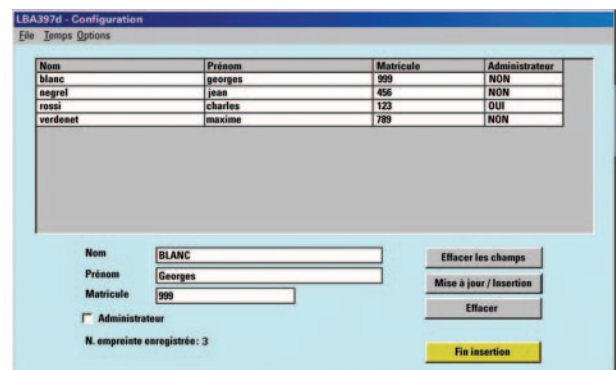 LBA397d - Configuration
File Temps Options
Nom Prénom Matricule Administrateur
blanc georges 999 NON
negrel jean 456 NON
rossi charles 123 OUI
verdenet maxime 789 NON
Nom BLANC Effacer les champs
Prénom Georges Mise à jour / Insertion
Matricule 999 Effacer
Administrateur
N. empreinte enregistrée: 3 Fin insertion